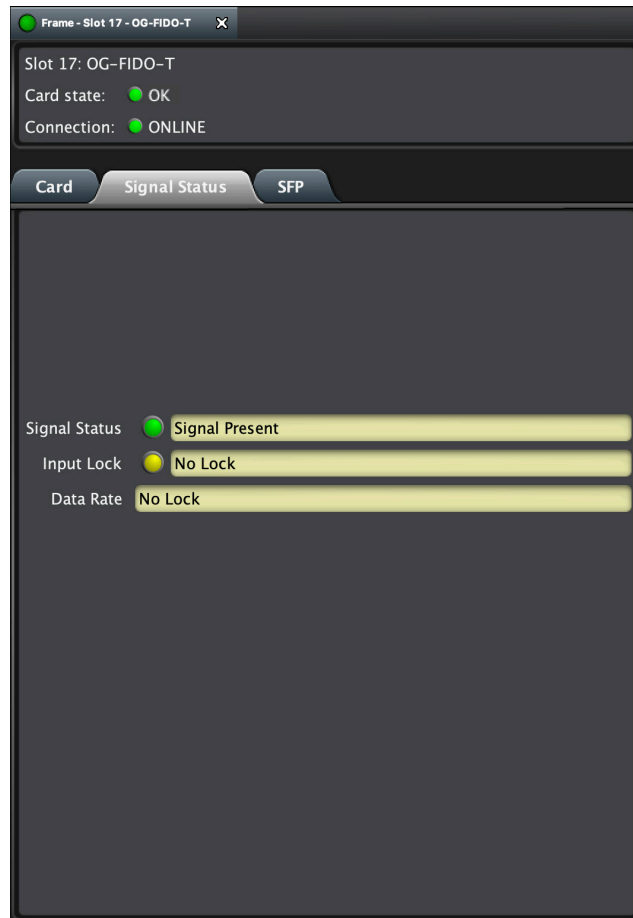 Frame - Slot 17 - OG-FIDO-T X
Slot 17: OG-FIDO-T
Card state: OK
Connection: ONLINE
Card Signal Status SFP
Signal Status Signal Present
Input Lock No Lock
Data Rate No Lock